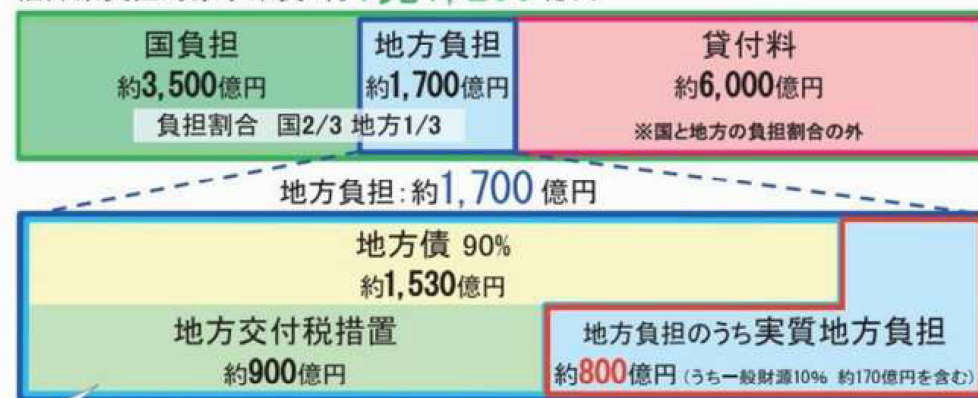 国負担
約3,500億円
地方負担
約1,700億円
負担割合 国2/3 地方1/3
貸付料
約6,000億円
※国と地方の負担割合の外
地方負担:約1,700億円
地方債 90%
約1,530億円
地方交付税措置
約900億円
地方負担のうち実質地方負担
約800億円(うち一般財源10% 約170億円を含む)